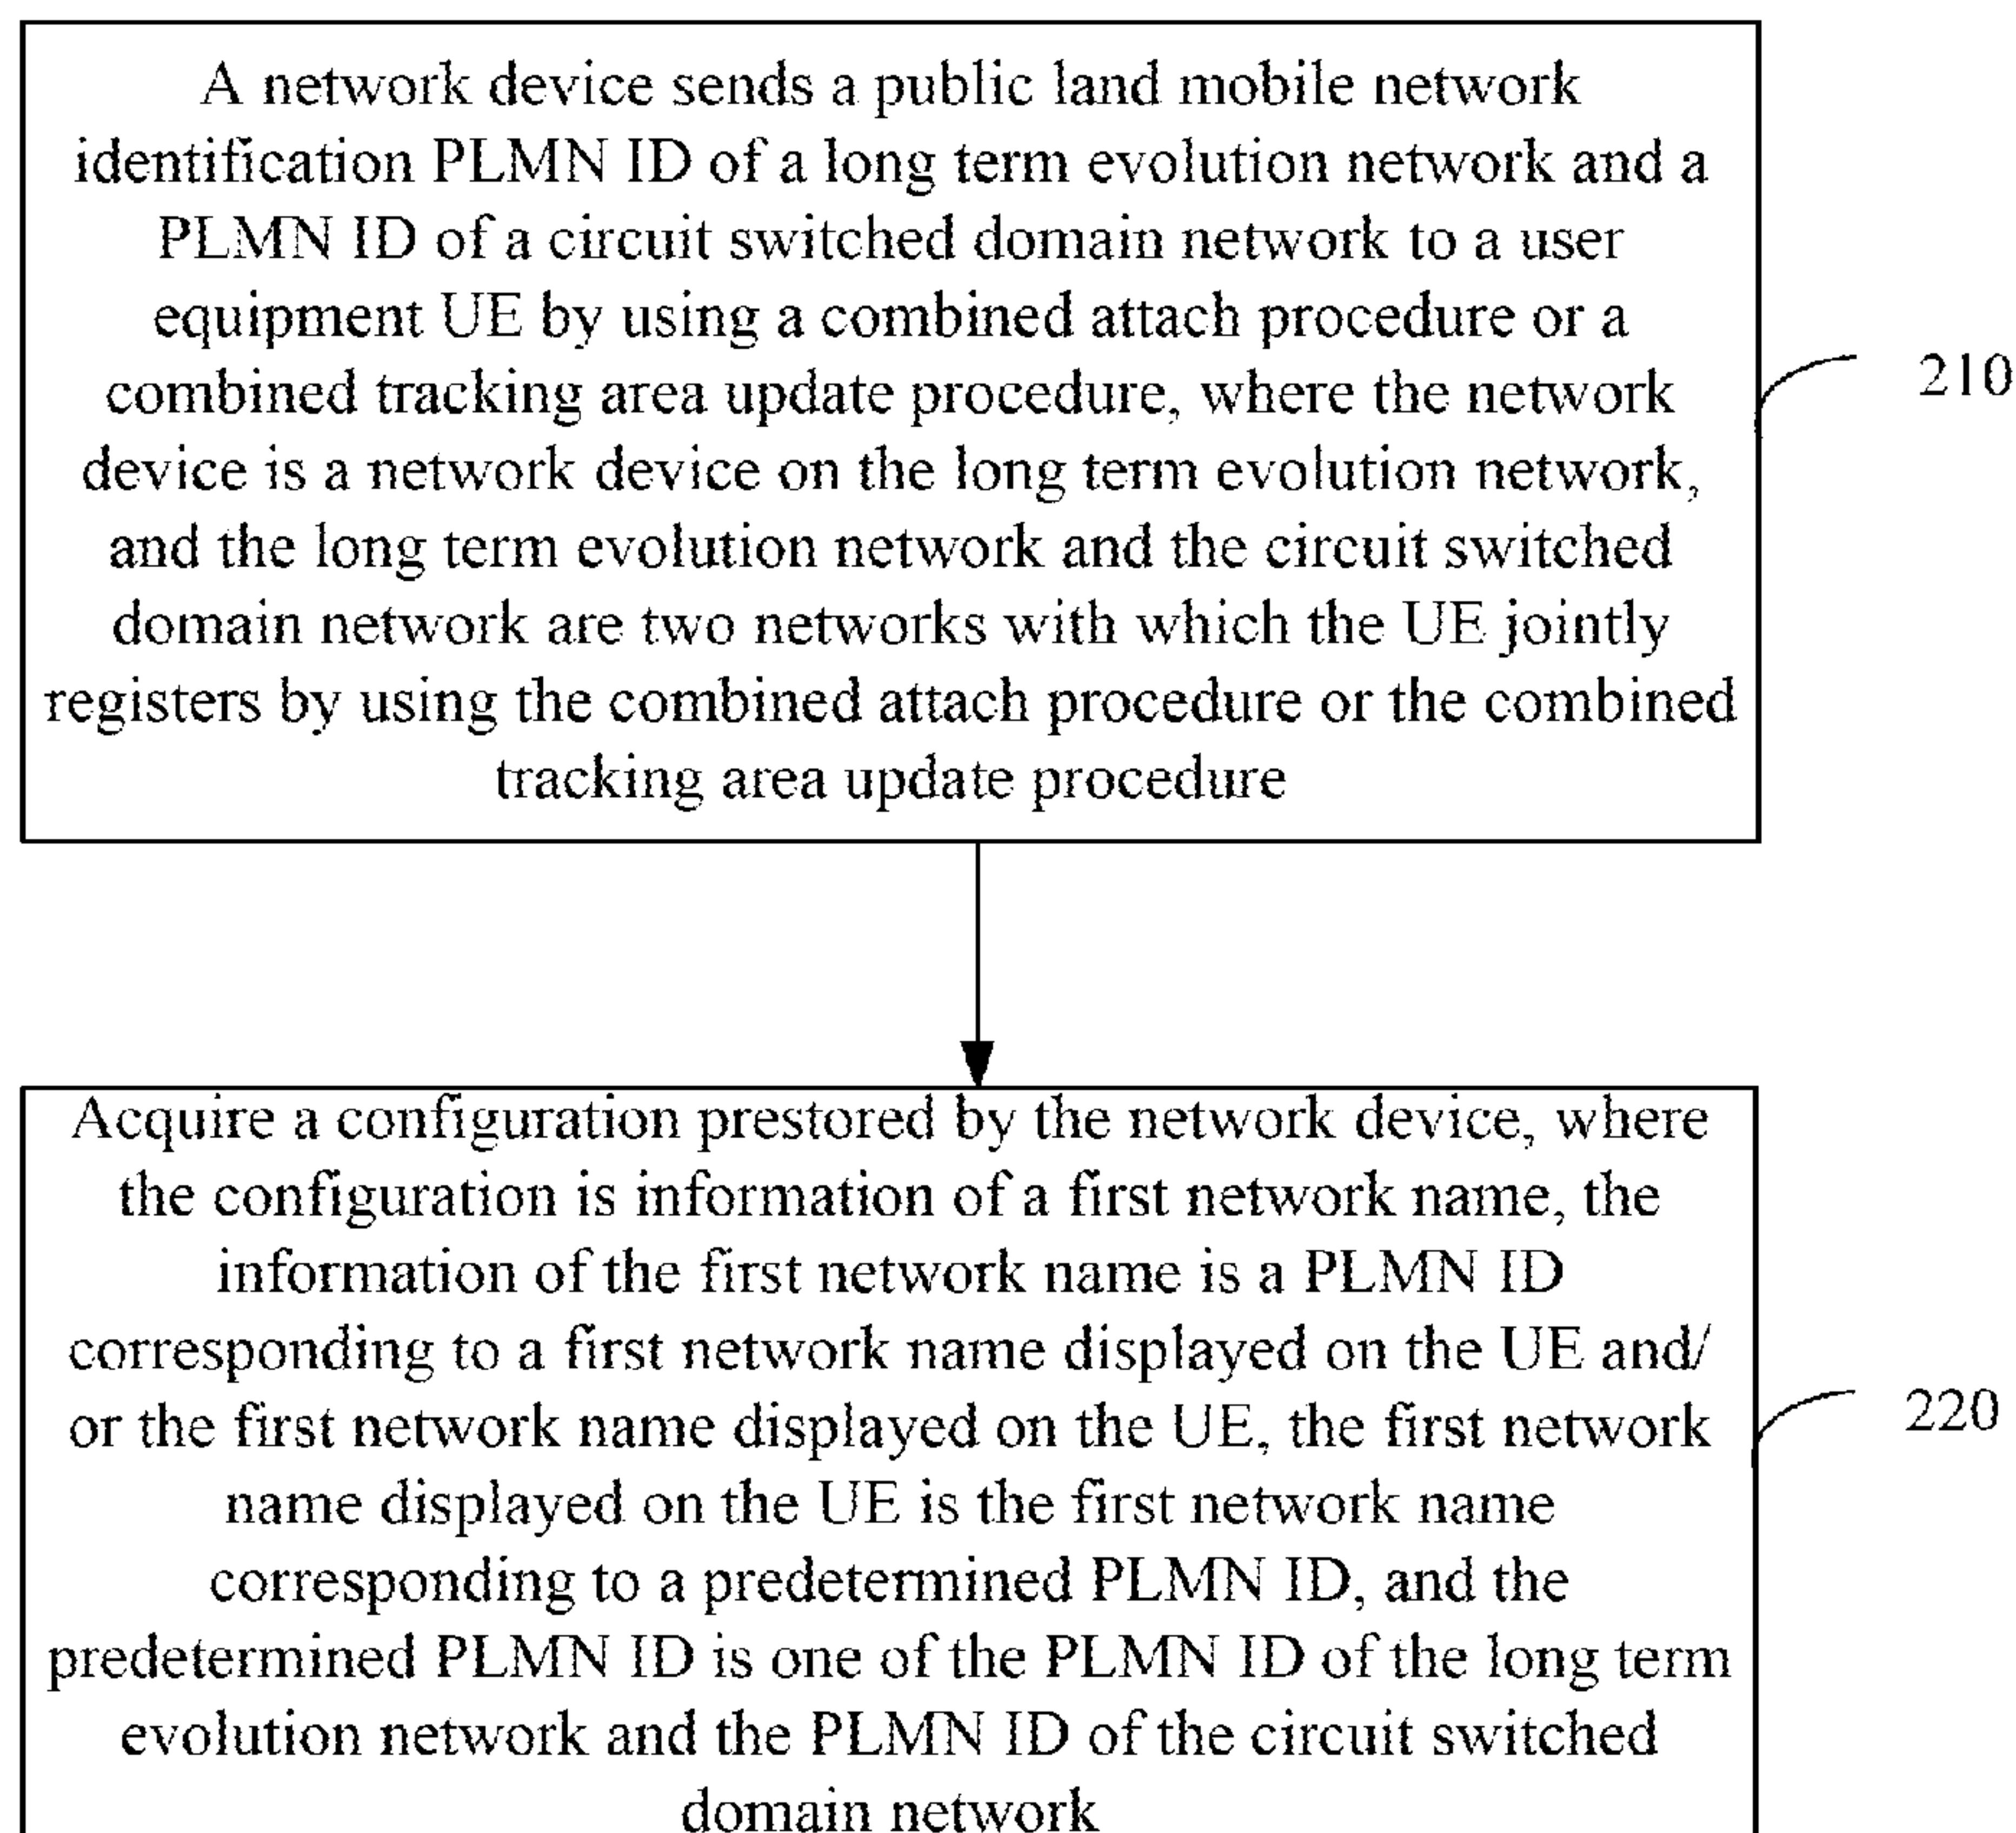 A network device sends a public land mobile network
identification PLMN ID of a long term evolution network and a
PLMN ID of a circuit switched domain network to a user
equipment UE by using a combined attach procedure or a
combined tracking area update procedure, where the network
device is a network device on the long term evolution network,
and the long term evolution network and the circuit switched
domain network are two networks with which the UE jointly
registers by using the combined attach procedure or the combined
tracking area update procedure
210
Acquire a configuration prestored by the network device, where
the configuration is information of a first network name, the
information of the first network name is a PLMN ID
corresponding to a first network name displayed on the UE and/
or the first network name displayed on the UE, the first network
name displayed on the UE is the first network name
corresponding to a predetermined PLMN ID, and the
predetermined PLMN ID is one of the PLMN ID of the long term
evolution network and the PLMN ID of the circuit switched
domain network
220